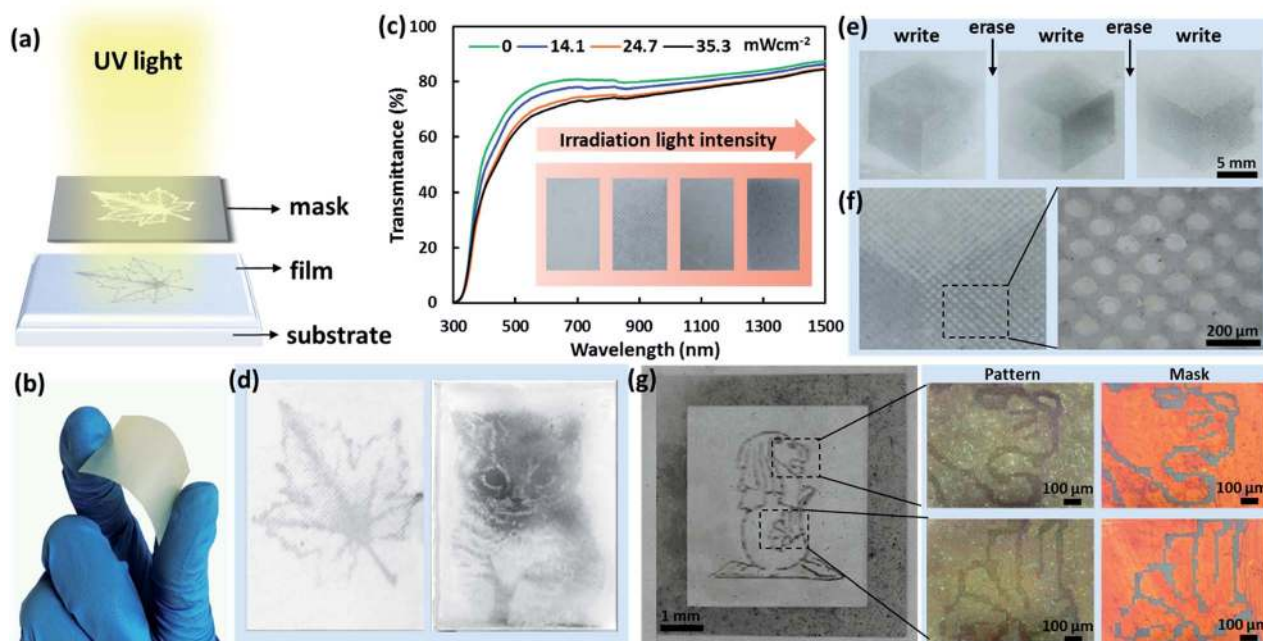 (a)
UV light
mask
film
substrate
(b)
(c)
0 14.1 24.7 35.3 mWcm⁻²
Transmittance (%)
100
80
60
40
20
0
Irradiation light intensity
300 500 700 900 1100 1300 1500
Wavelength (nm)
(d)
(e)
write erase write erase write
5 mm
(f)
200 μm
(g)
1 mm
Pattern Mask
100 μm 100 μm
100 μm 100 μm